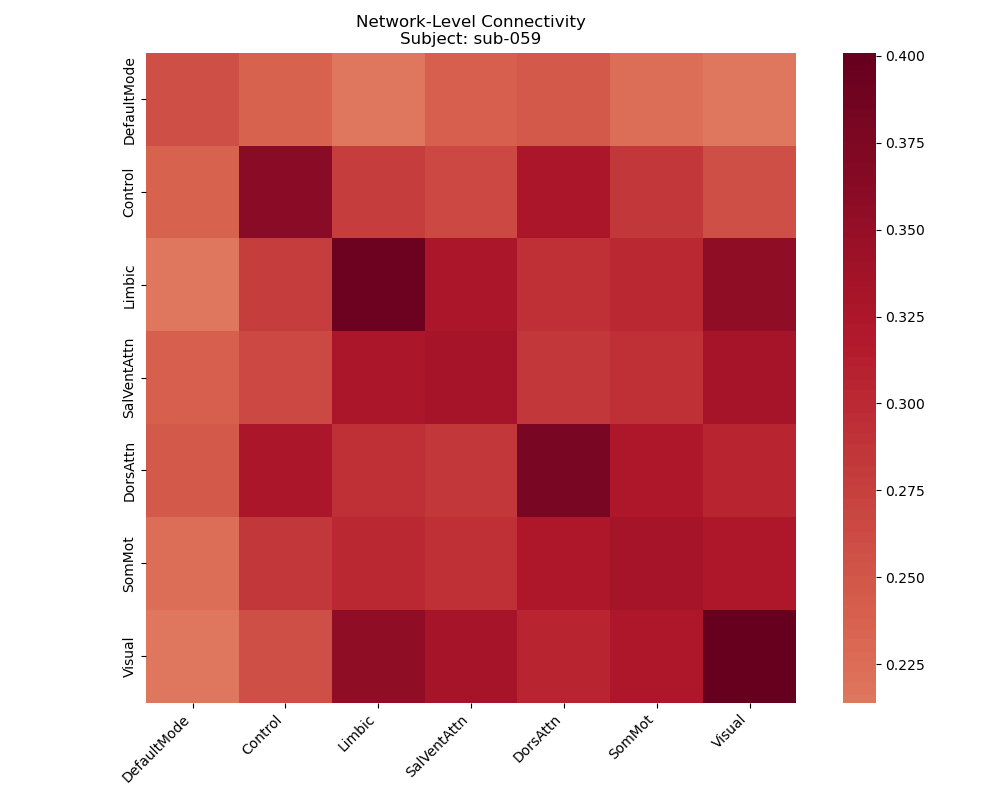 Network-Level Connectivity
Subject: sub-059
DefaultMode
Control
Limbic
SalVentAttn
DorsAttn
SomMot
Visual
DefaultMode
Control
Limbic
SalVentAttn
DorsAttn
SomMot
Visual
0.400
0.375
0.350
0.325
0.300
0.275
0.250
0.225